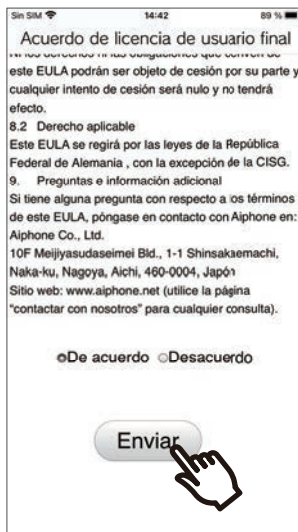 Sin SIM 14:42 89 %
Acuerdo de licencia de usuario final
este EULA podrán ser objeto de cesión por su parte y
cualquier intento de cesión será nulo y no tendrá
efecto.
8.2 Derecho aplicable
Este EULA se regirá por las leyes de la República
Federal de Alemania , con la excepción de la CISG.
9. Preguntas e información adicional
Si tiene alguna pregunta con respecto a los términos
de este EULA, póngase en contacto con Aiphone en:
Aiphone Co., Ltd.
10F Meijiyasudaseimei Bld., 1-1 Shinsakaemachi,
Naka-ku, Nagoya, Aichi, 460-0004, Japón
Sitio web: www.aiphone.net (utilice la página
"contactar con nosotros" para cualquier consulta).
De acuerdo Desacuerdo
Enviar